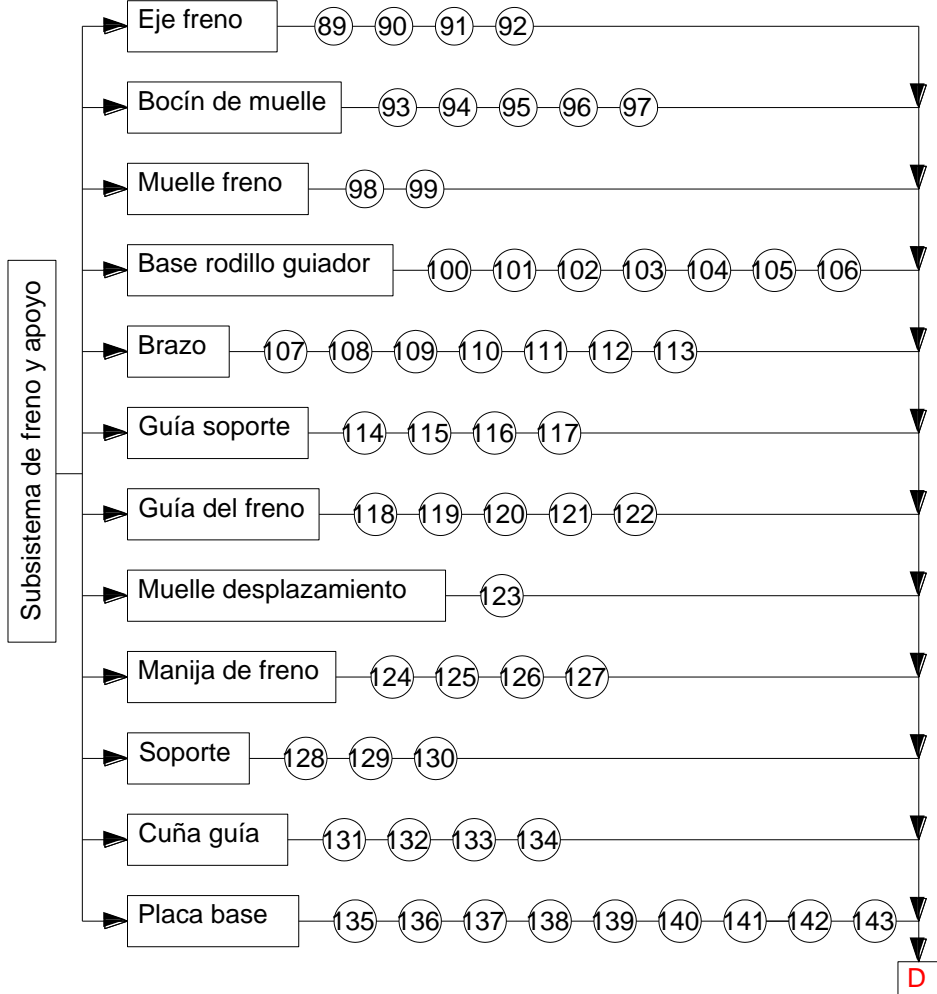 Subsistema de freno y apoyo
Eje freno 89 90 91 92
Bocín de muelle 93 94 95 96 97
Muelle freno 98 99
Base rodillo guiador 100 101 102 103 104 105 106
Brazo 107 108 109 110 111 112 113
Guía soporte 114 115 116 117
Guía del freno 118 119 120 121 122
Muelle desplazamiento 123
Manija de freno 124 125 126 127
Soporte 128 129 130
Cuña guía 131 132 133 134
Placa base 135 136 137 138 139 140 141 142 143
D